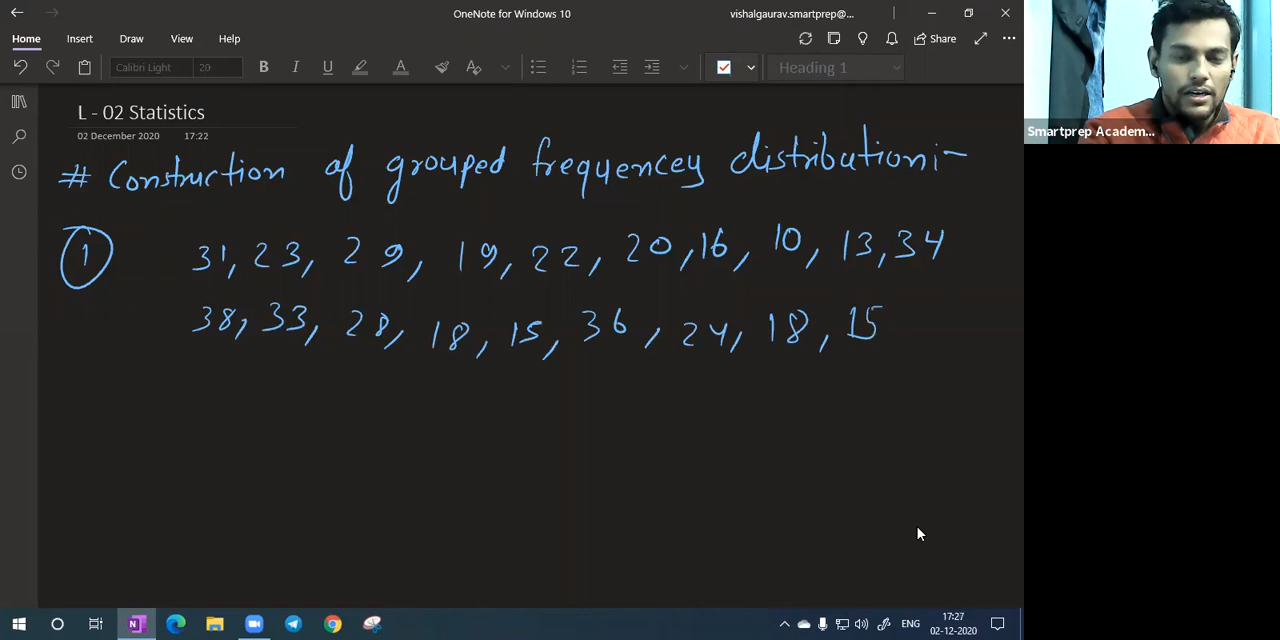 OneNote for Windows 10
vishalgaurav.smartprep@...
Home Insert Draw View Help
Share
Calibri Light 20 B I U A A Heading 1
L - 02 Statistics
02 December 2020 17:22
Smartprep Academ...
# Construction of grouped frequencey distribution:-
1 31, 23, 29, 19, 22, 20, 16, 10, 13, 34
38, 33, 28, 18, 15, 36, 24, 18, 15
N
ENG
17:27
02-12-2020